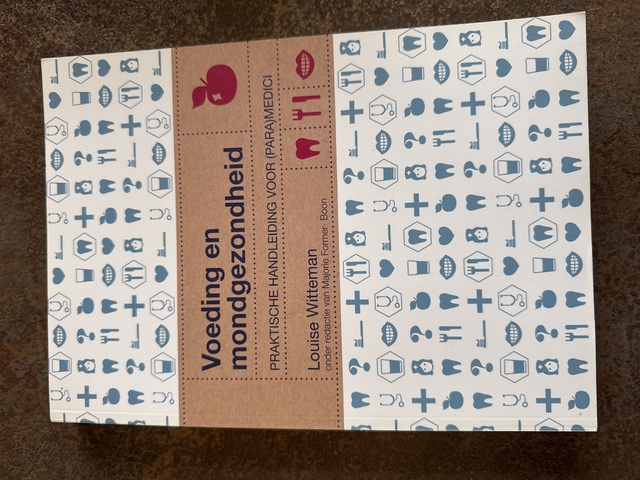 Voeding en
mondgezondheid
PRAKTISCHE HANDLEIDING VOOR (PARA)MEDICI
Louise Witteman
onder redactie van Majorie Former - Boon